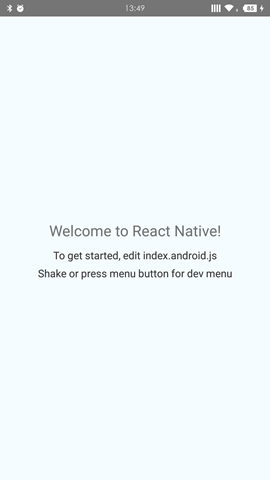 13:49
85
Welcome to React Native!
To get started, edit index.android.js
Shake or press menu button for dev menu